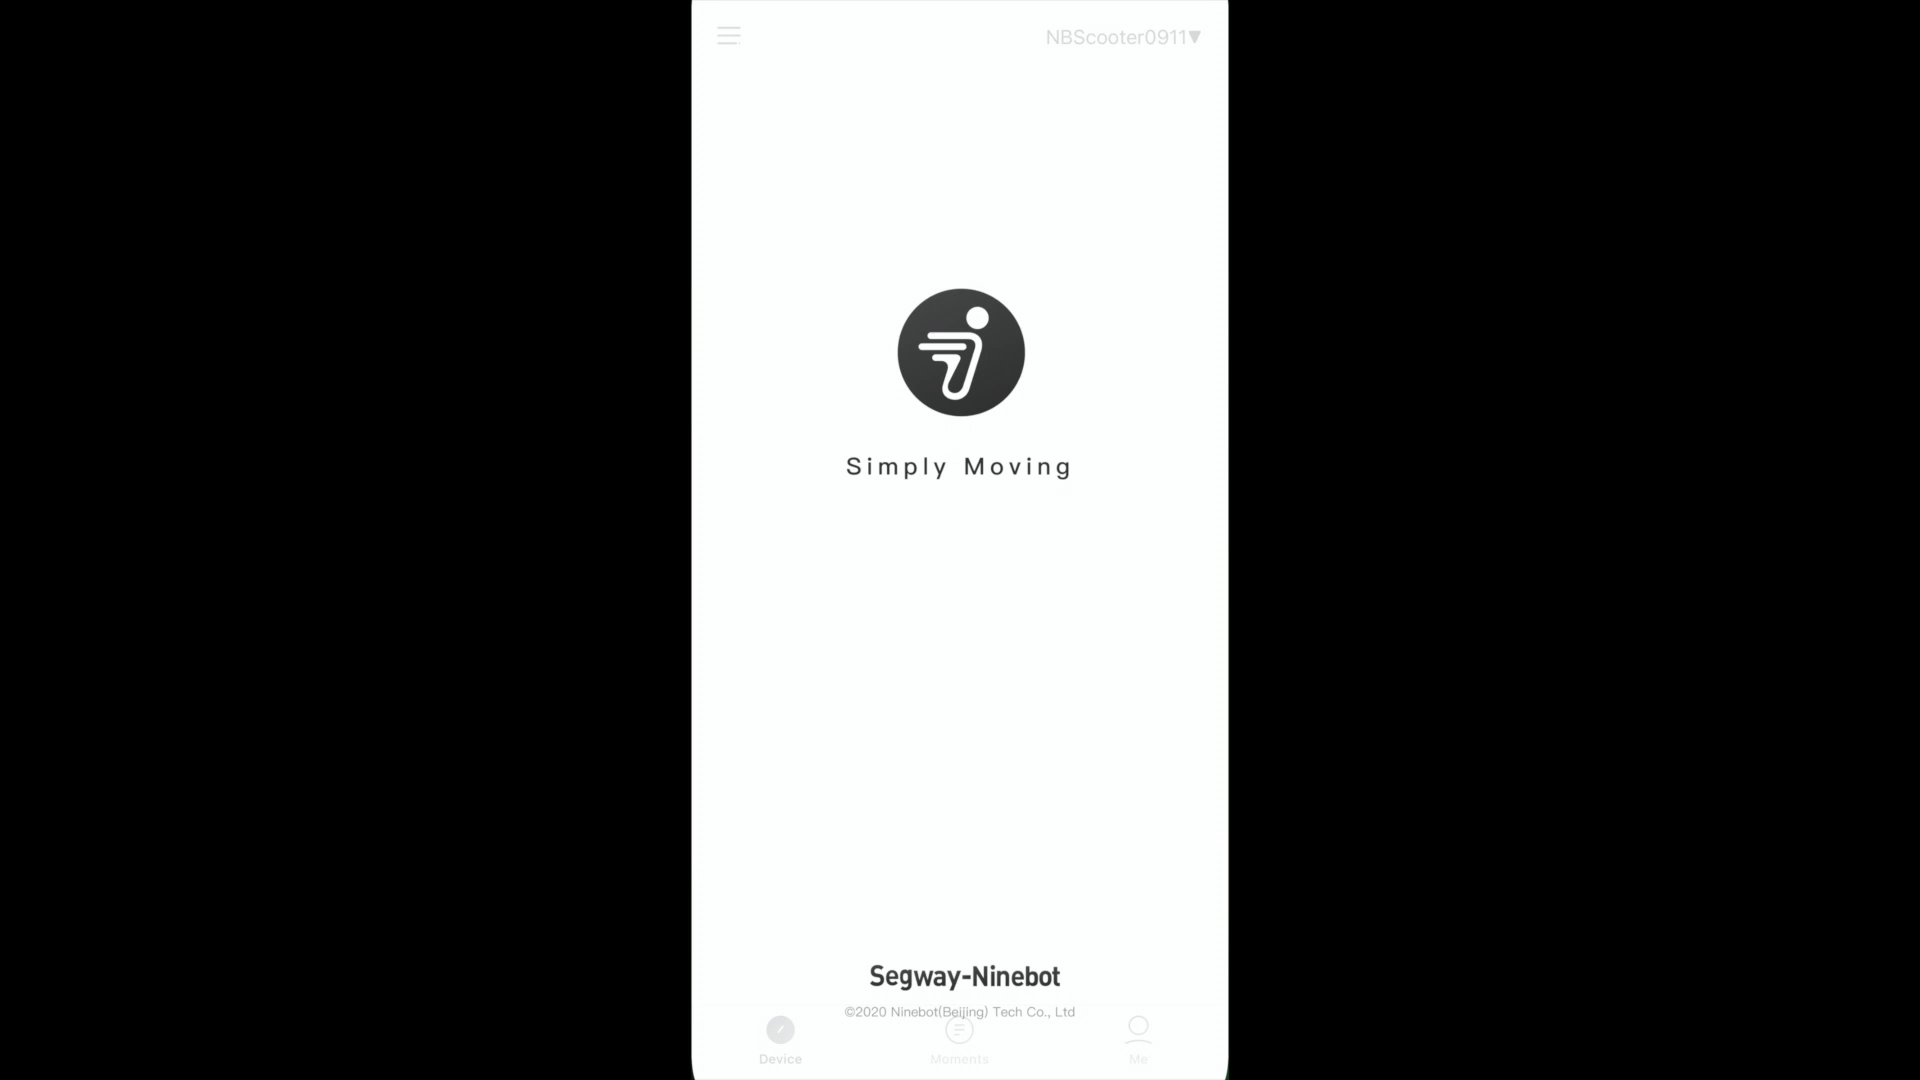 NBScooter0911▼
Simply Moving
Segway-Ninebot
©2020 Ninebot(Beijing) Tech Co., Ltd
Device Moments Me